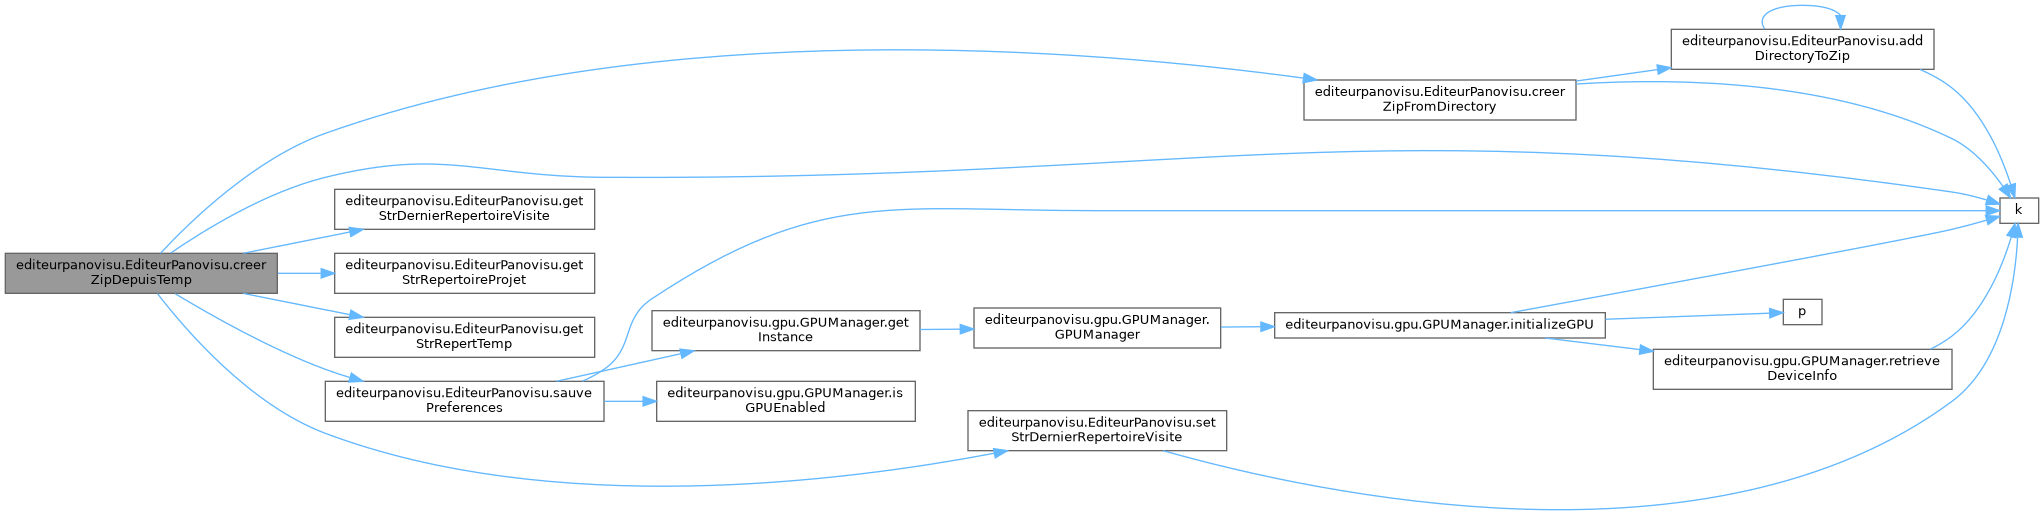 editeurpanovisu.EditeurPanovisu.creer
ZipDepuisTemp
editeurpanovisu.EditeurPanovisu.get
StrDernierRepertoireVisite
editeurpanovisu.EditeurPanovisu.get
StrRepertoireProjet
editeurpanovisu.EditeurPanovisu.get
StrRepertTemp
editeurpanovisu.EditeurPanovisu.sauve
Preferences
editeurpanovisu.gpu.GPUManager.get
Instance
editeurpanovisu.gpu.GPUManager.is
GPUEnabled
editeurpanovisu.gpu.GPUManager.
GPUManager
editeurpanovisu.EditeurPanovisu.set
StrDernierRepertoireVisite
editeurpanovisu.EditeurPanovisu.creer
ZipFromDirectory
editeurpanovisu.gpu.GPUManager.initializeGPU
editeurpanovisu.EditeurPanovisu.add
DirectoryToZip
p
editeurpanovisu.gpu.GPUManager.retrieve
DeviceInfo
k